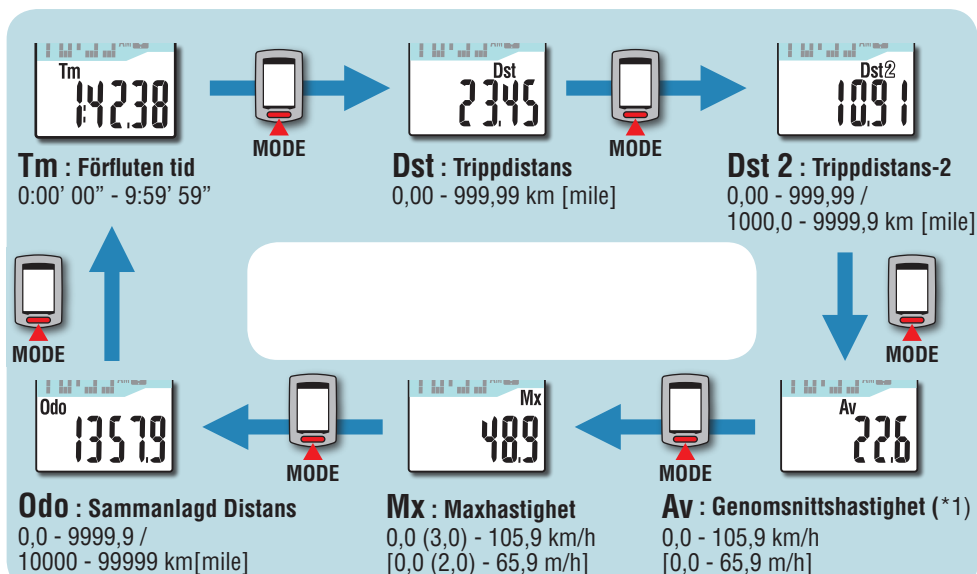 Tm
1:42.38
MODE
Dst
23.45
MODE
Dst2
10.91
Tm : Förfluten tid
0:00’ 00” - 9:59’ 59”
Dst : Trippdistans
0,00 - 999,99 km [mile]
Dst 2 : Trippdistans-2
0,00 - 999,99 /
1000,0 - 9999,9 km [mile]
MODE
MODE
Odo
1357.9
MODE
Mx
48.9
MODE
Av
22.6
Odo : Sammanlagd Distans
0,0 - 9999,9 /
10000 - 99999 km[mile]
Mx : Maxhastighet
0,0 (3,0) - 105,9 km/h
[0,0 (2,0) - 65,9 m/h]
Av : Genomsnittshastighet (*1)
0,0 - 105,9 km/h
[0,0 - 65,9 m/h]